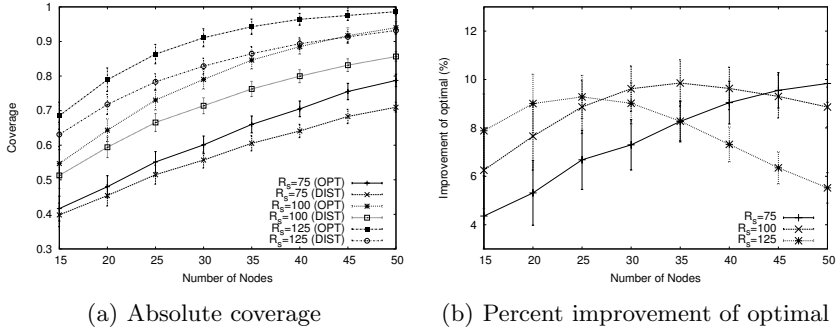 1
0.9
0.8
0.7
0.6
0.5
0.4
0.3
Coverage
15 20 25 30 35 40 45 50
Number of Nodes
R_s=75 (OPT)
R_s=75 (DIST)
R_s=100 (OPT)
R_s=100 (DIST)
R_s=125 (OPT)
R_s=125 (DIST)
(a) Absolute coverage
12
10
8
6
4
Improvement of optimal (%)
15 20 25 30 35 40 45 50
Number of Nodes
R_s=75
R_s=100
R_s=125
(b) Percent improvement of optimal